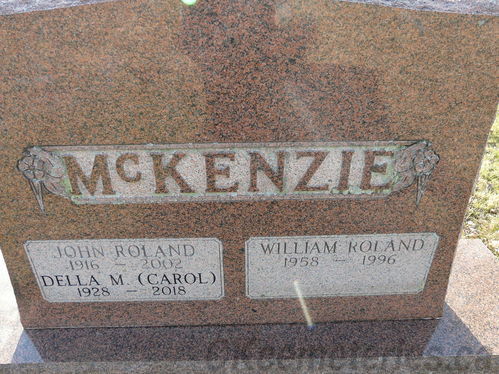 McKENZIE
JOHN ROLAND
1916 – 2002
DELLA M. (CAROL)
1928 – 2018
WILLIAM ROLAND
1958 – 1996